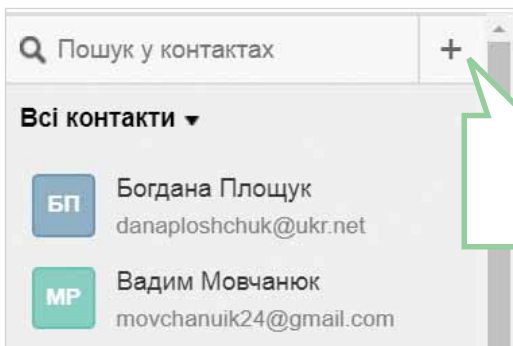 Пошук у контактах +
Всі контакти
БП Богдана Площук
danaploshchuk@ukr.net
МР Вадим Мовчанюк
movchanuik24@gmail.com